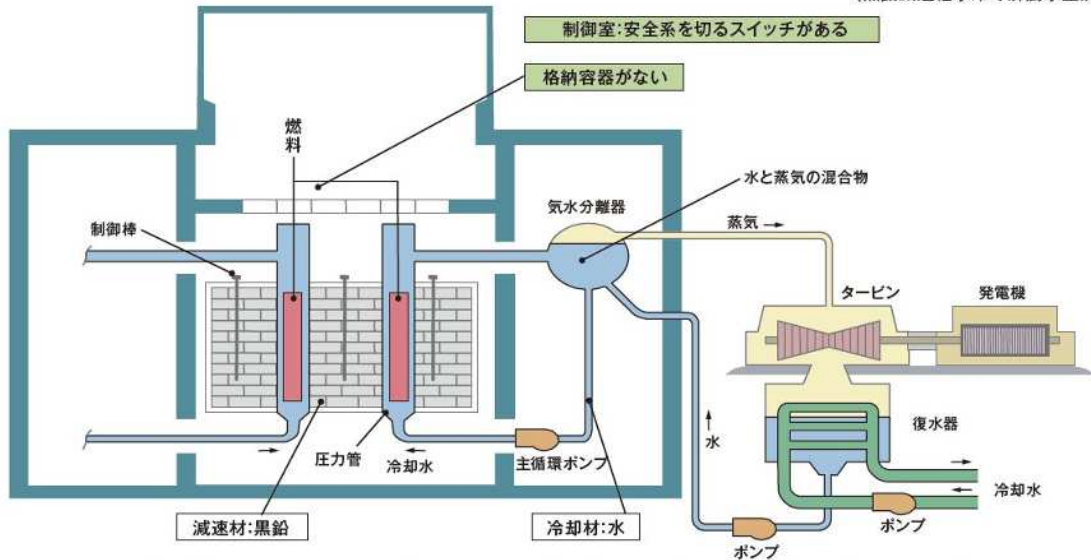 制御室:安全系を切るスイッチがある
格納容器がない
燃料
水と蒸気の混合物
気水分離器
制御棒
蒸気
タービン
発電機
復水器
水
圧力管
冷却水
主循環ポンプ
冷却水
減速材:黒鉛
冷却材:水
ポンプ
ポンプ